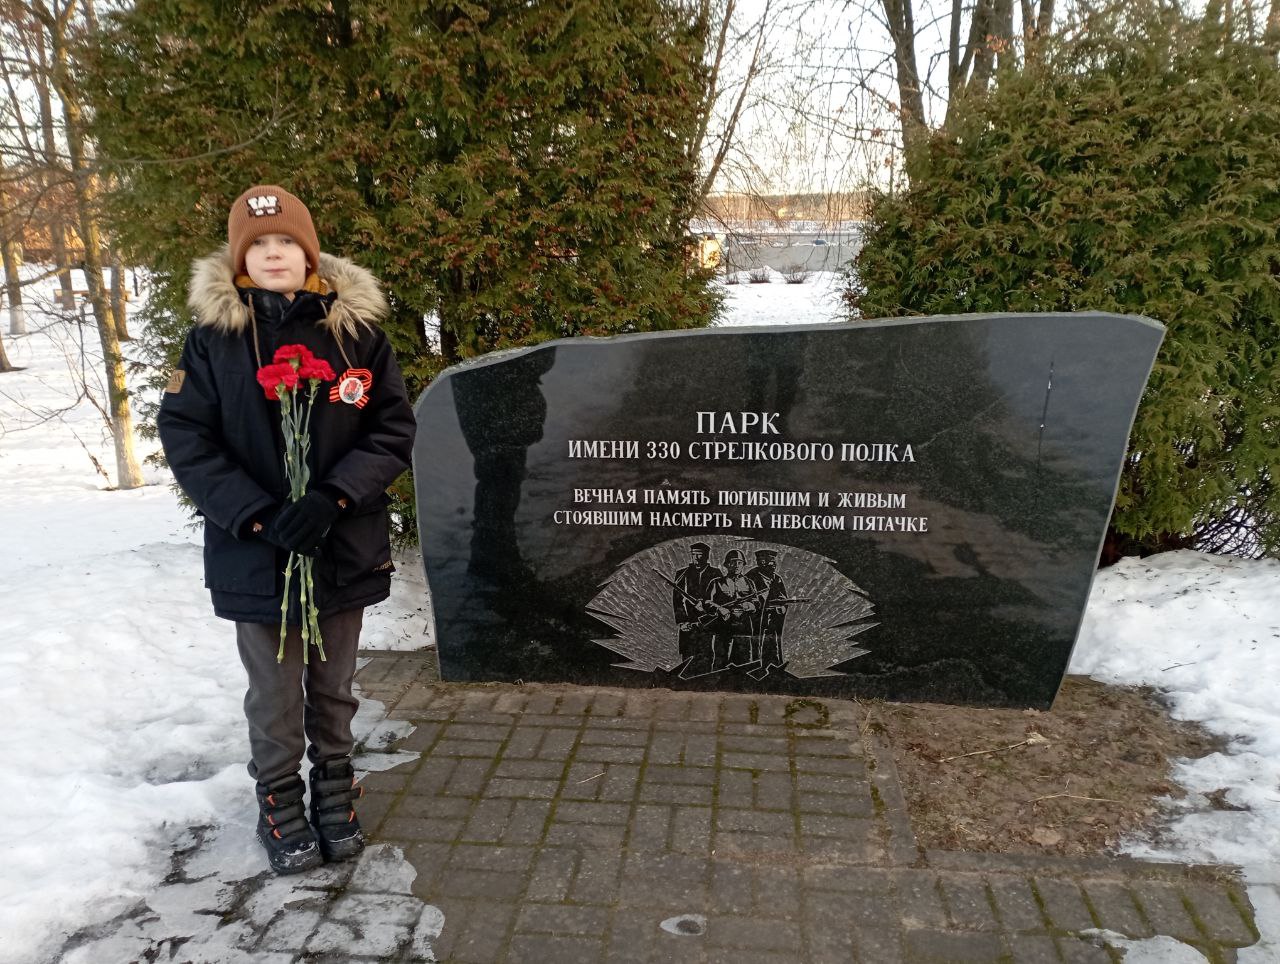 ПАРК
ИМЕНИ 330 СТРЕЛКОВОГО ПОЛКА
ВЕЧНАЯ ПАМЯТЬ ПОГИБШИМ И ЖИВЫМ
СТОЯВШИМ НАСМЕРТЬ НА НЕВСКОМ ПЯТАЧКЕ